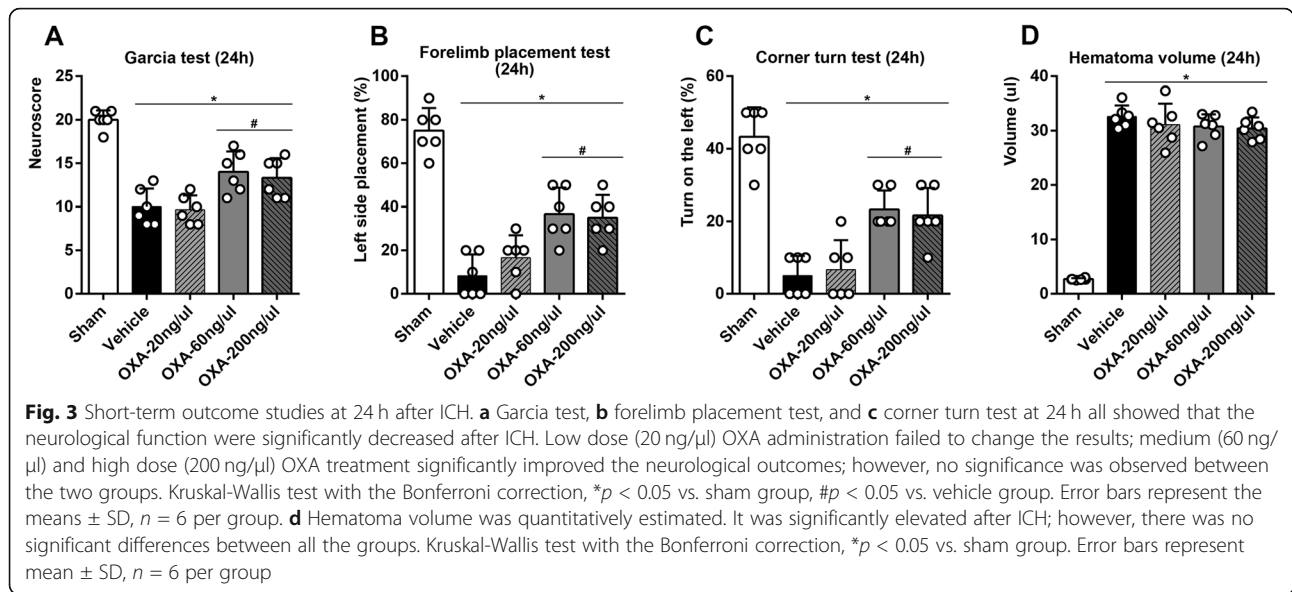 A
Garcia test (24h)
Neuroscore
25
20
15
10
5
0
*
#
Sham
Vehicle
OXA-20ng/ul
OXA-60ng/ul
OXA-200ng/ul
B
Forelimb placement test
(24h)
Left side placement (%)
100
80
60
40
20
0
*
#
Sham
Vehicle
OXA-20ng/ul
OXA-60ng/ul
OXA-200ng/ul
C
Corner turn test (24h)
Turn on the left (%)
60
40
20
0
*
#
Sham
Vehicle
OXA-20ng/ul
OXA-60ng/ul
OXA-200ng/ul
D
Hematoma volume (24h)
Volume (ul)
40
30
20
10
0
*
Sham
Vehicle
OXA-20ng/ul
OXA-60ng/ul
OXA-200ng/ul
Fig. 3 Short-term outcome studies at 24 h after ICH. a Garcia test, b forelimb placement test, and c corner turn test at 24 h all showed that the
neurological function were significantly decreased after ICH. Low dose (20 ng/μl) OXA administration failed to change the results; medium (60 ng/
μl) and high dose (200 ng/μl) OXA treatment significantly improved the neurological outcomes; however, no significance was observed between
the two groups. Kruskal-Wallis test with the Bonferroni correction, *p < 0.05 vs. sham group, #p < 0.05 vs. vehicle group. Error bars represent the
means ± SD, n = 6 per group. d Hematoma volume was quantitatively estimated. It was significantly elevated after ICH; however, there was no
significant differences between all the groups. Kruskal-Wallis test with the Bonferroni correction, *p < 0.05 vs. sham group. Error bars represent
mean ± SD, n = 6 per group